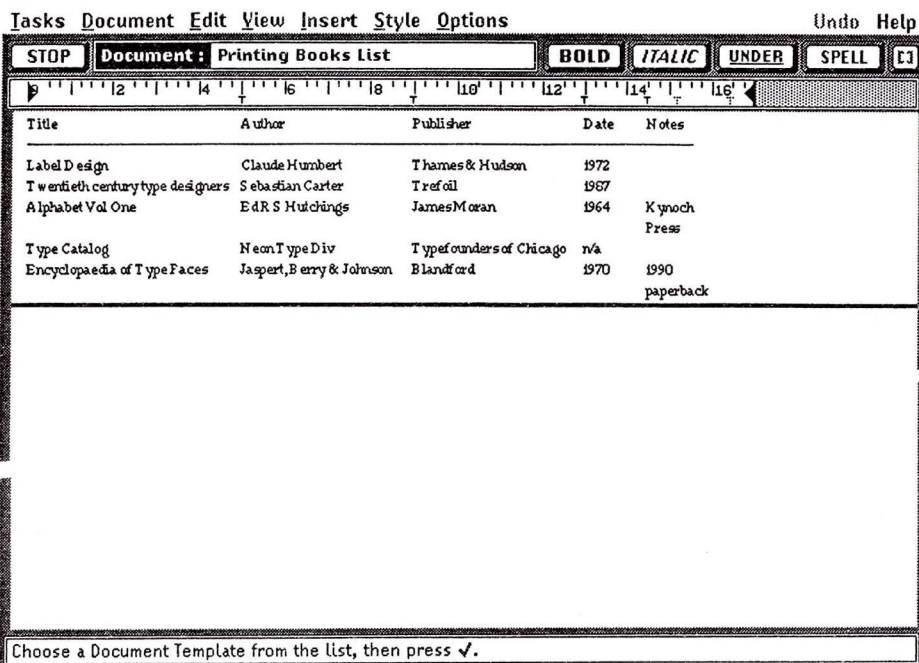 Tasks Document Edit View Insert Style Options Undo Help
STOP Document: Printing Books List BOLD ITALIC UNDER SPELL
0 2 4 6 8 10 12 14 16
Title Author Publisher Date Notes
Label Design Claude Humbert Thames & Hudson 1972
Twentieth century type designers Sebastian Carter Trefoil 1987
Alphabet Vol One Ed R S Hutchings James Moran 1964 Kynoch
Press
Type Catalog Neon Type Div Typefounders of Chicago n/a
Encyclopaedia of Type Faces Jaspert, Berry & Johnson Blandford 1970 1990
paperback
Choose a Document Template from the list, then press ✓.